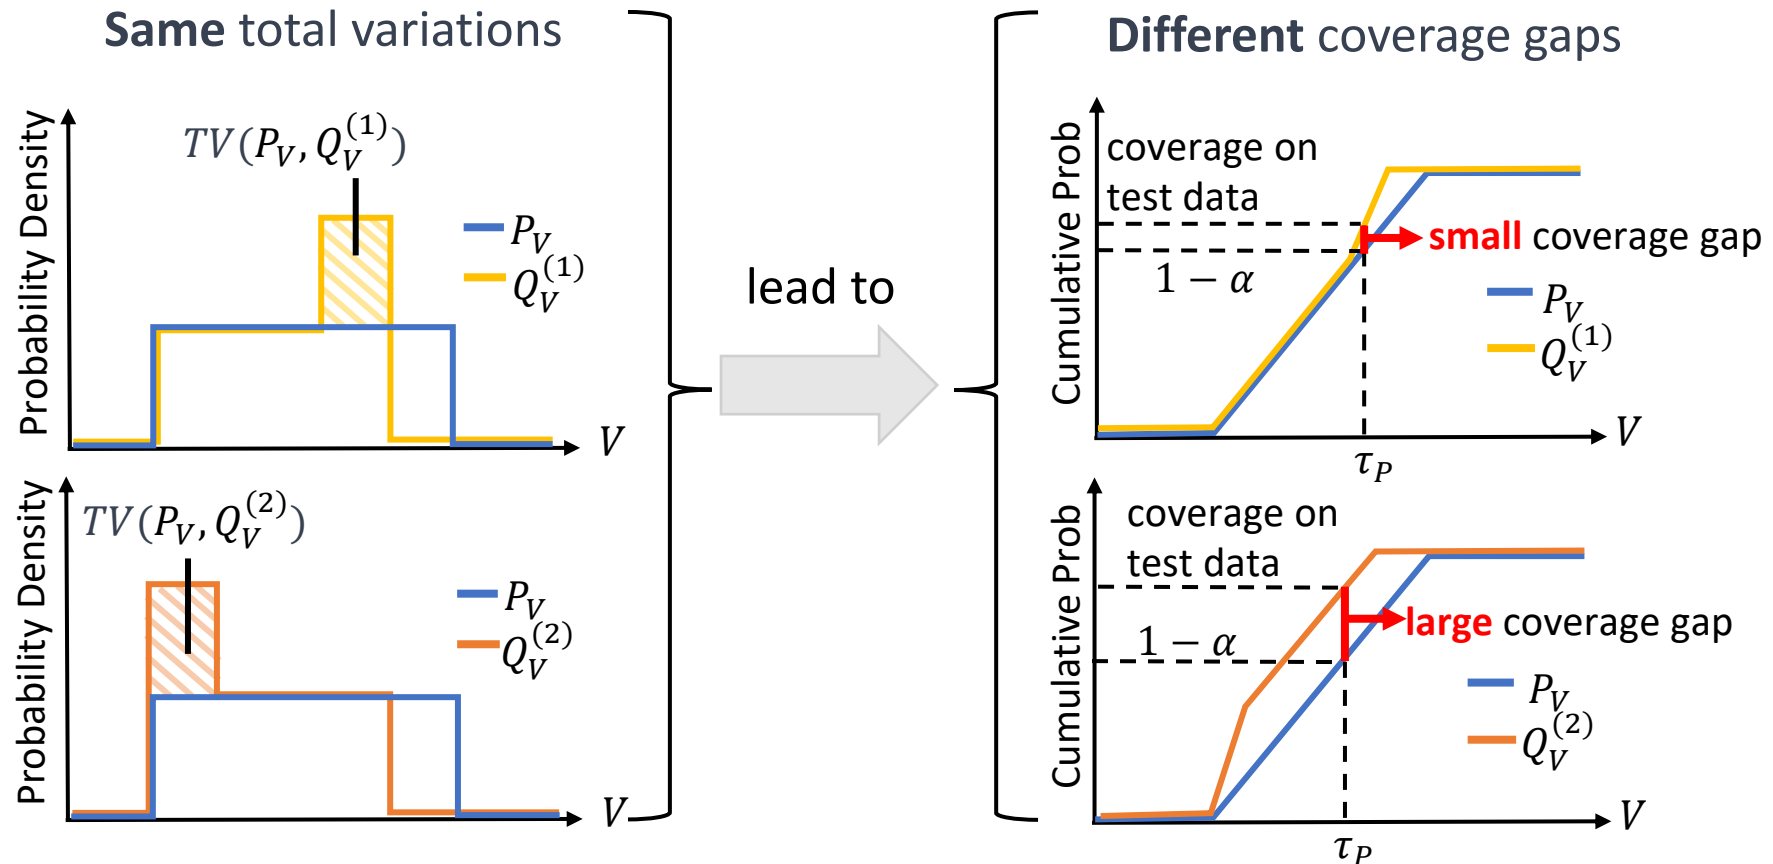 Same total variations
Probability Density
TV(P_V, Q_V^{(1)})
P_V
Q_V^{(1)}
V
Probability Density
TV(P_V, Q_V^{(2)})
P_V
Q_V^{(2)}
V
lead to
Different coverage gaps
Cumulative Prob
coverage on
test data
1 − α
small coverage gap
P_V
Q_V^{(1)}
V
τ_P
Cumulative Prob
coverage on
test data
1 − α
large coverage gap
P_V
Q_V^{(2)}
V
τ_P